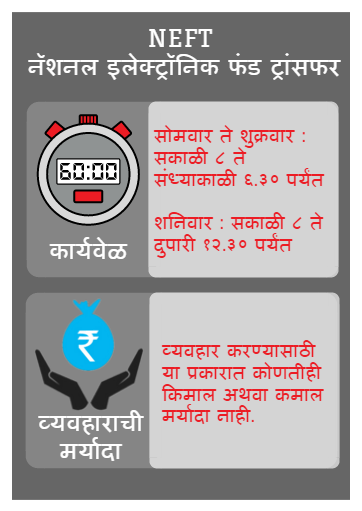 NEFT
नॅशनल इलेक्ट्रॉनिक फंड ट्रांसफर
60:00
सोमवार ते शुक्रवार :
सकाळी ८ ते
संध्याकाळी ६.३० पर्यंत
शनिवार : सकाळी ८ ते
दुपारी १२.३० पर्यंत
कार्यवेळ
₹
व्यवहार करण्यासाठी
या प्रकारात कोणतीही
किमाल अथवा कमाल
मर्यादा नाही.
व्यवहाराची
मर्यादा